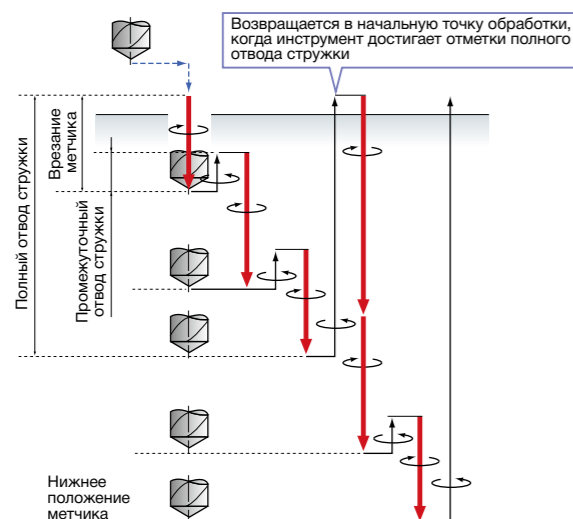 Возвращается в начальную точку обработки,
когда инструмент достигает отметки полного
отвода стружки
Полный отвод стружки
Врезание
метчика
Промежуточный
отвод стружки
Нижнее
положение
метчика